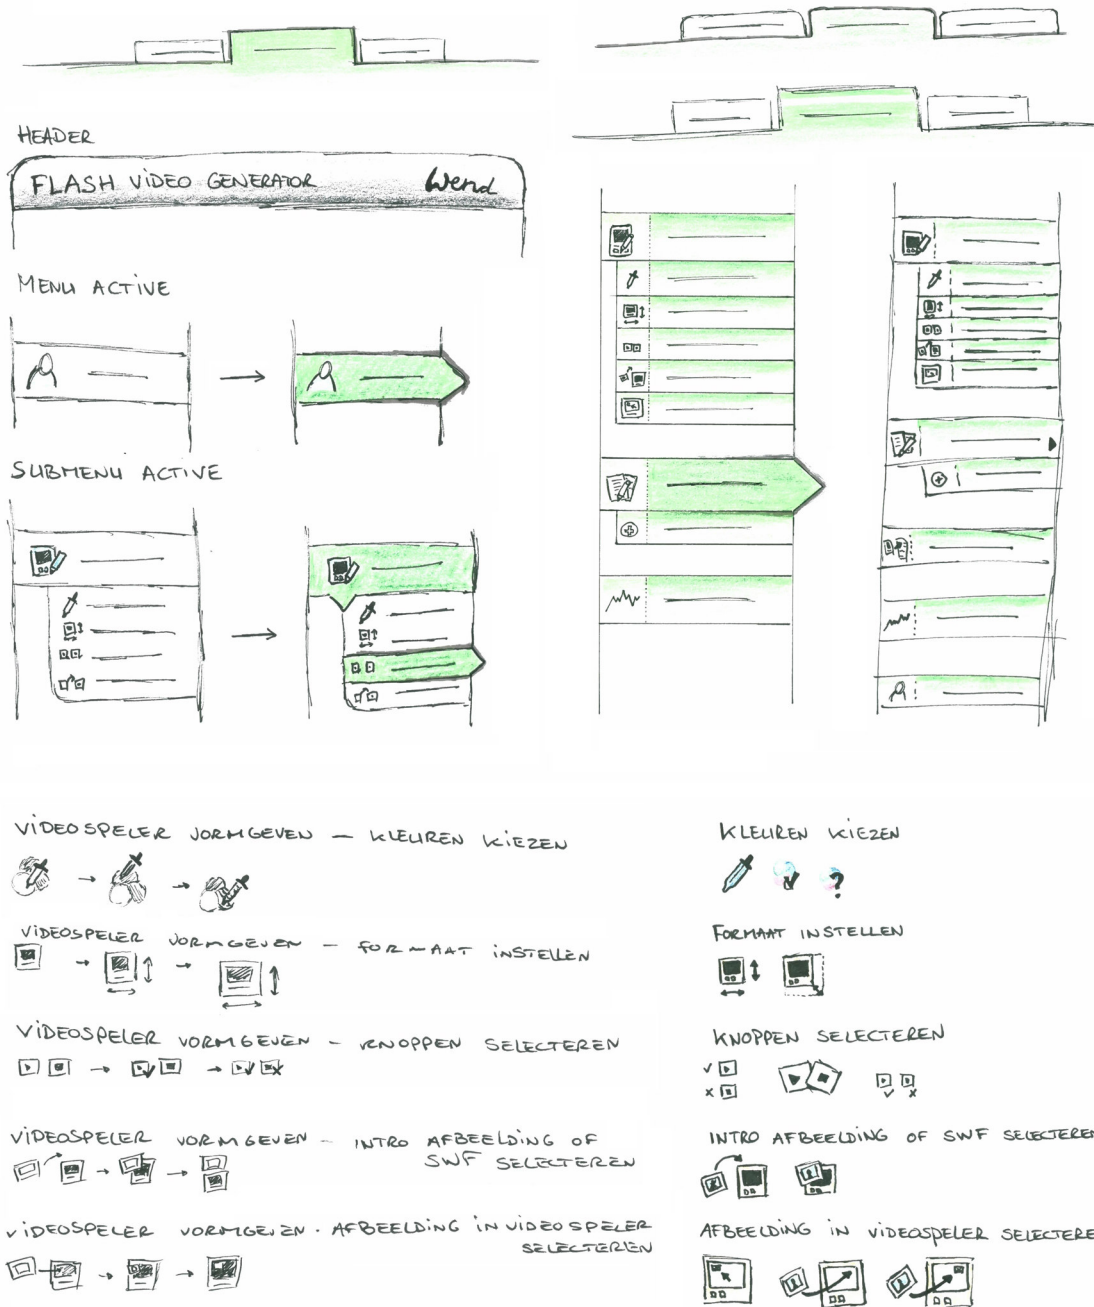 HEADER
FLASH VIDEO GENERATOR Wend
MENU ACTIVE
SUBMENU ACTIVE
VIDEOSPELER VORMGEVEN – KLEUREN KIEZEN
VIDEOSPELER VORMGEVEN – FORMAAT INSTELLEN
VIDEOSPELER VORMGEVEN – KNOPPEN SELECTEREN
VIDEOSPELER VORMGEVEN – INTRO AFBEELDING OF
SWF SELECTEREN
VIDEOSPELER VORMGEVEN - AFBEELDING IN VIDEOSPELER
SELECTEREN
KLEUREN KIEZEN
?
FORMAAT INSTELLEN
KNOPPEN SELECTEREN
INTRO AFBEELDING OF SWF SELECTEREN
AFBEELDING IN VIDEOSPELER SELECTERE